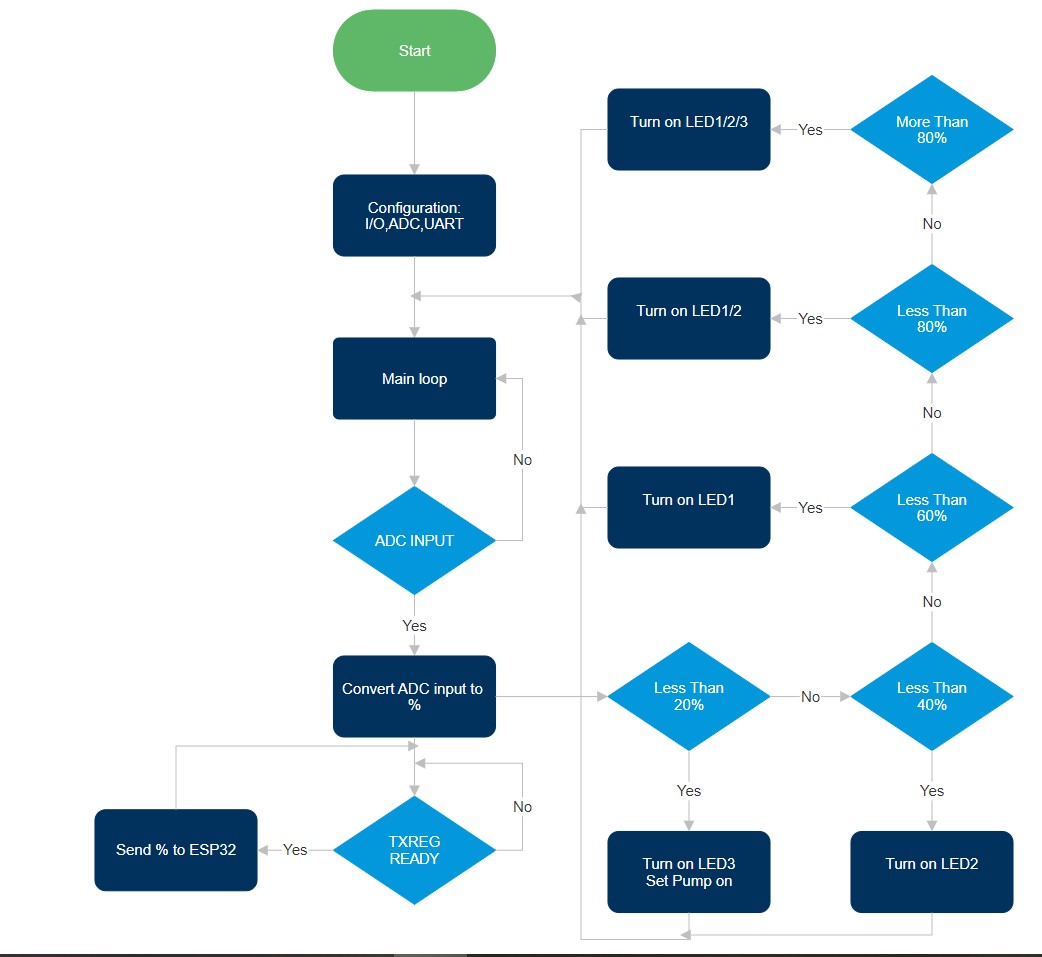 Start
Configuration:
I/O,ADC,UART
Main loop
No
ADC INPUT
Yes
Convert ADC input to
%
No
TXREG
READY
Yes
Send % to ESP32
Less Than
20%
No
Less Than
40%
Yes
Yes
Turn on LED3
Set Pump on
Turn on LED2
No
Less Than
60%
Yes
Turn on LED1
No
Less Than
80%
Yes
Turn on LED1/2
No
More Than
80%
Yes
Turn on LED1/2/3